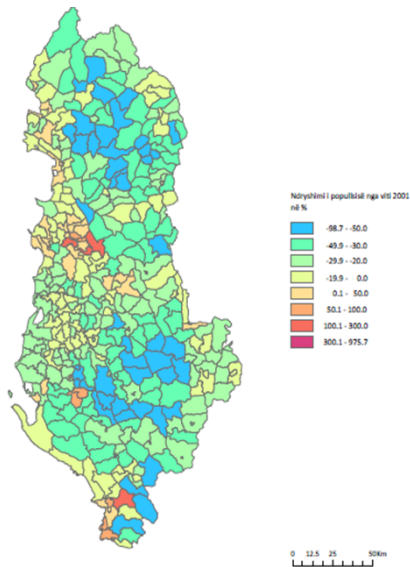 Ndryshimi i popullsisë nga viti 2001
në %
-98.7 - -50.0
-49.9 - -30.0
-29.9 - -20.0
-19.9 - 0.0
0.1 - 50.0
50.1 - 100.0
100.1 - 300.0
300.1 - 975.7
0 12.5 25 50Km